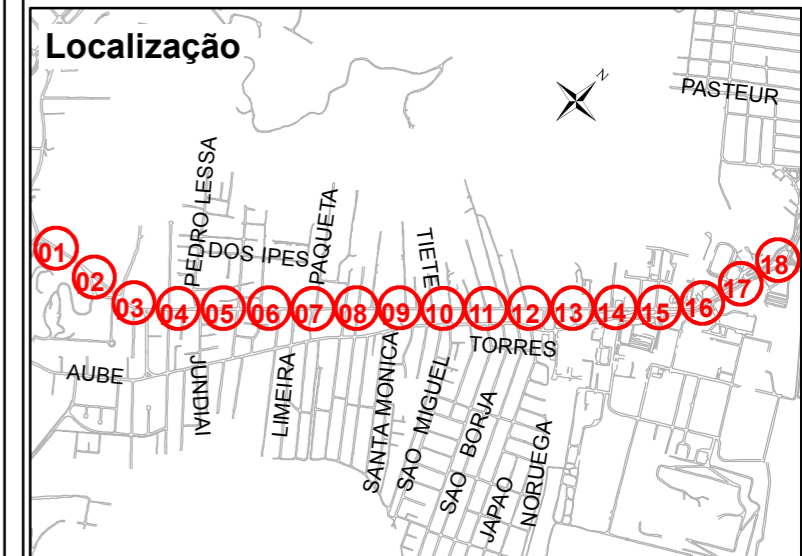 Localização
N
PASTEUR
PEDRO LESSA
DOS IPES
PAQUETA
TIETE
01
02
03
04
05
06
07
08
09
10
11
12
13
14
15
16
17
18
TORRES
AUBE
JUNDIAI
LIMEIRA
SANTA MONICA
SAO MIGUEL
SAO BORJA
JAPAO
NORUEGA